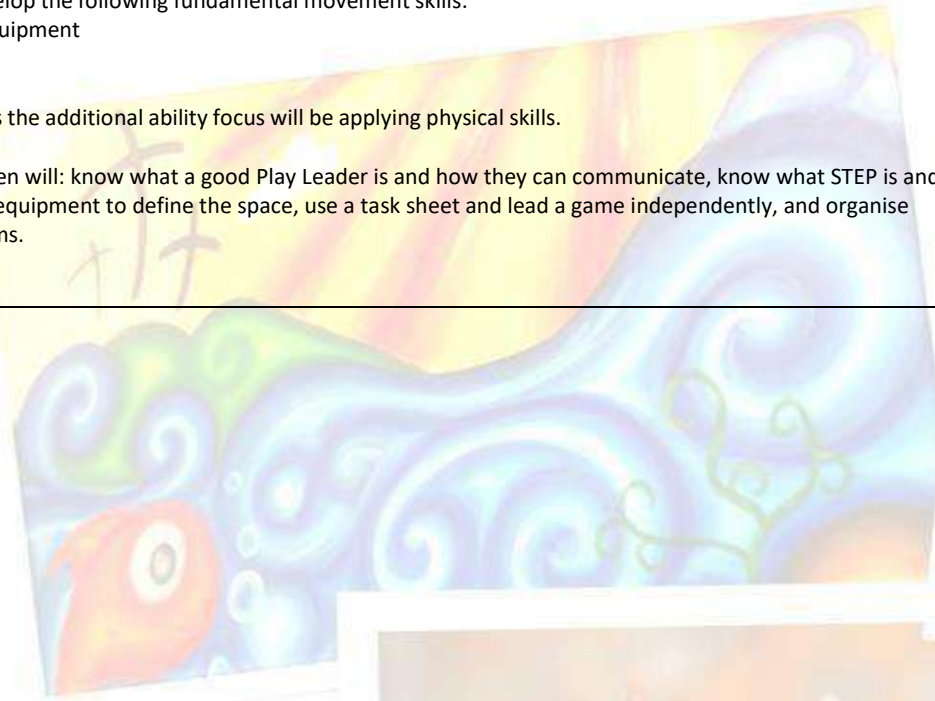 elop the following fundamental movement skills:
uipment
s the additional ability focus will be applying physical skills.
en will: know what a good Play Leader is and how they can communicate, know what STEP is and
equipment to define the space, use a task sheet and lead a game independently, and organise
ms.